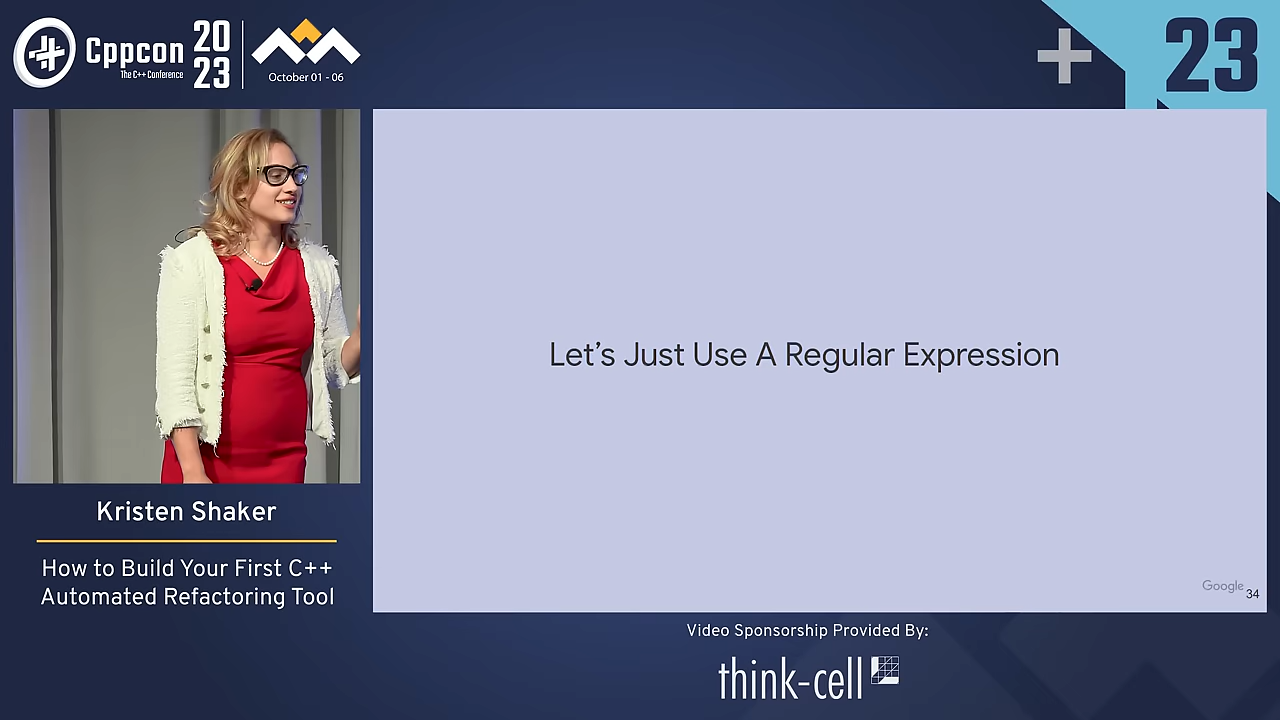 Cppcon
The C++ Conference
20
23
October 01 - 06
23
Let's Just Use A Regular Expression
Google
34
Kristen Shaker
How to Build Your First C++
Automated Refactoring Tool
Video Sponsorship Provided By:
think-cell